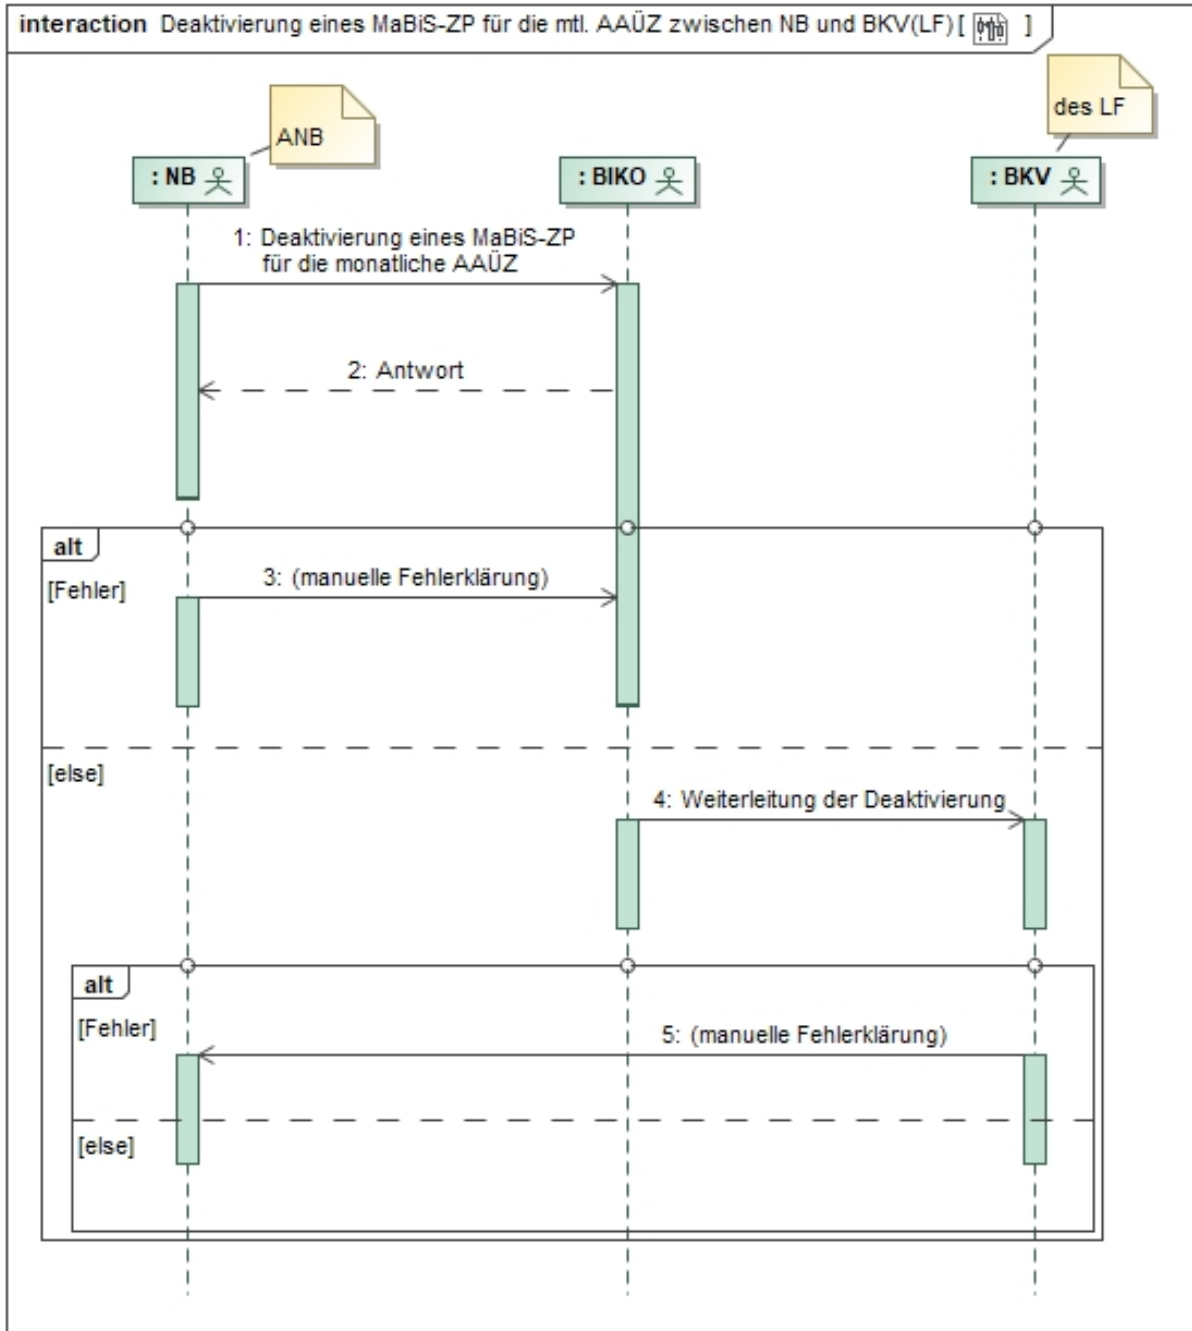 interaction Deaktivierung eines MaBiS-ZP für die mtl. AAÜZ zwischen NB und BKV(LF) [ ]
des LF
ANB
: NB
: BIKO
: BKV
1: Deaktivierung eines MaBiS-ZP
für die monatliche AAÜZ
2: Antwort
alt
[Fehler]
3: (manuelle Fehlerklärung)
[else]
4: Weiterleitung der Deaktivierung
alt
[Fehler]
5: (manuelle Fehlerklärung)
[else]